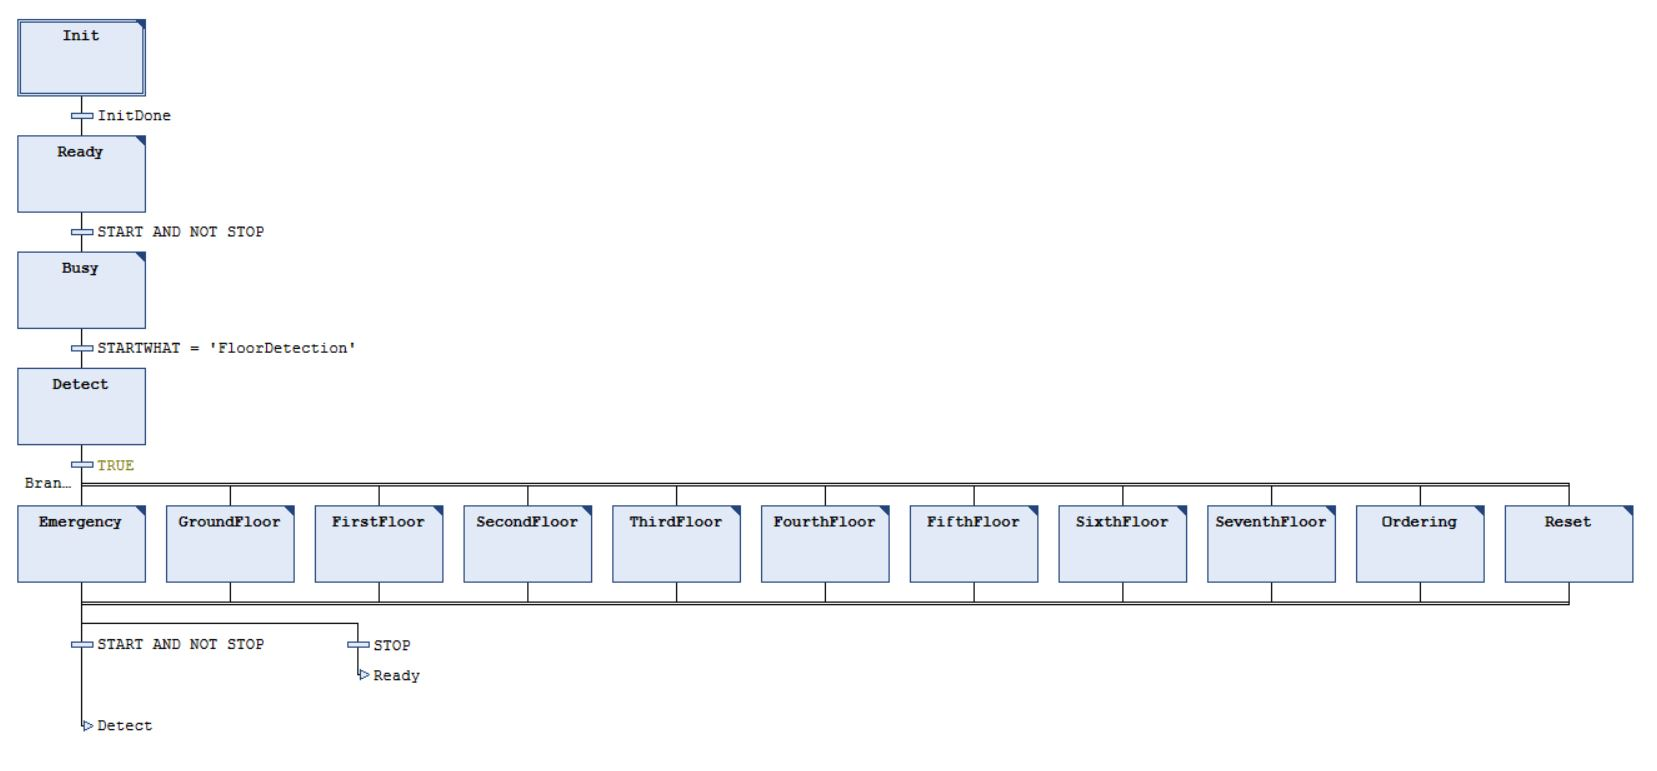 Init
InitDone
Ready
START AND NOT STOP
Busy
STARTWHAT = 'FloorDetection'
Detect
TRUE
Bran...
Emergency
GroundFloor
FirstFloor
SecondFloor
ThirdFloor
FourthFloor
FifthFloor
SixthFloor
SeventhFloor
Ordering
Reset
START AND NOT STOP
STOP
Ready
Detect